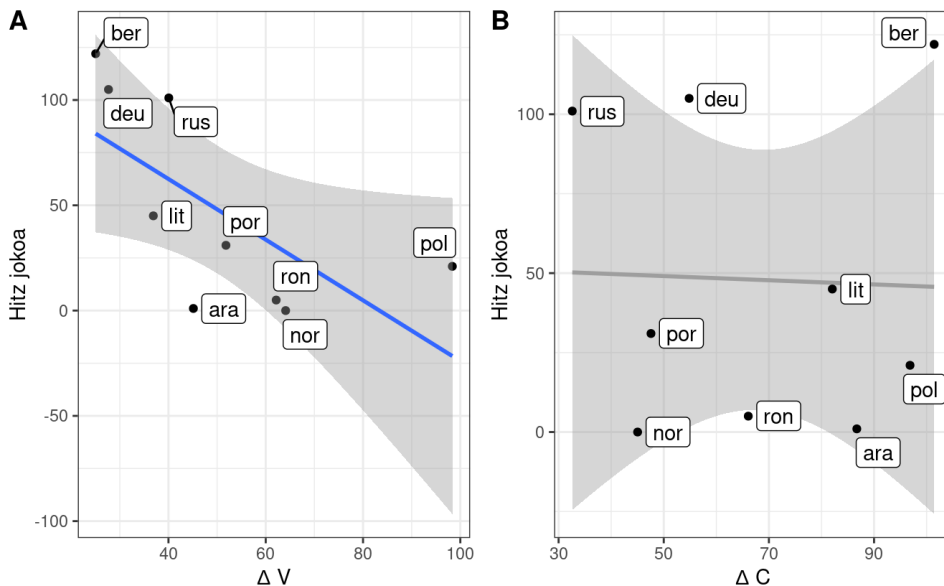 A
Hitz jokoa
100
50
0
-50
-100
ber
deu
rus
lit
por
pol
ron
ara
nor
40
60
80
100
Δ V
B
Hitz jokoa
100
50
0
ber
rus
deu
lit
por
pol
nor
ron
ara
30
50
70
90
Δ C